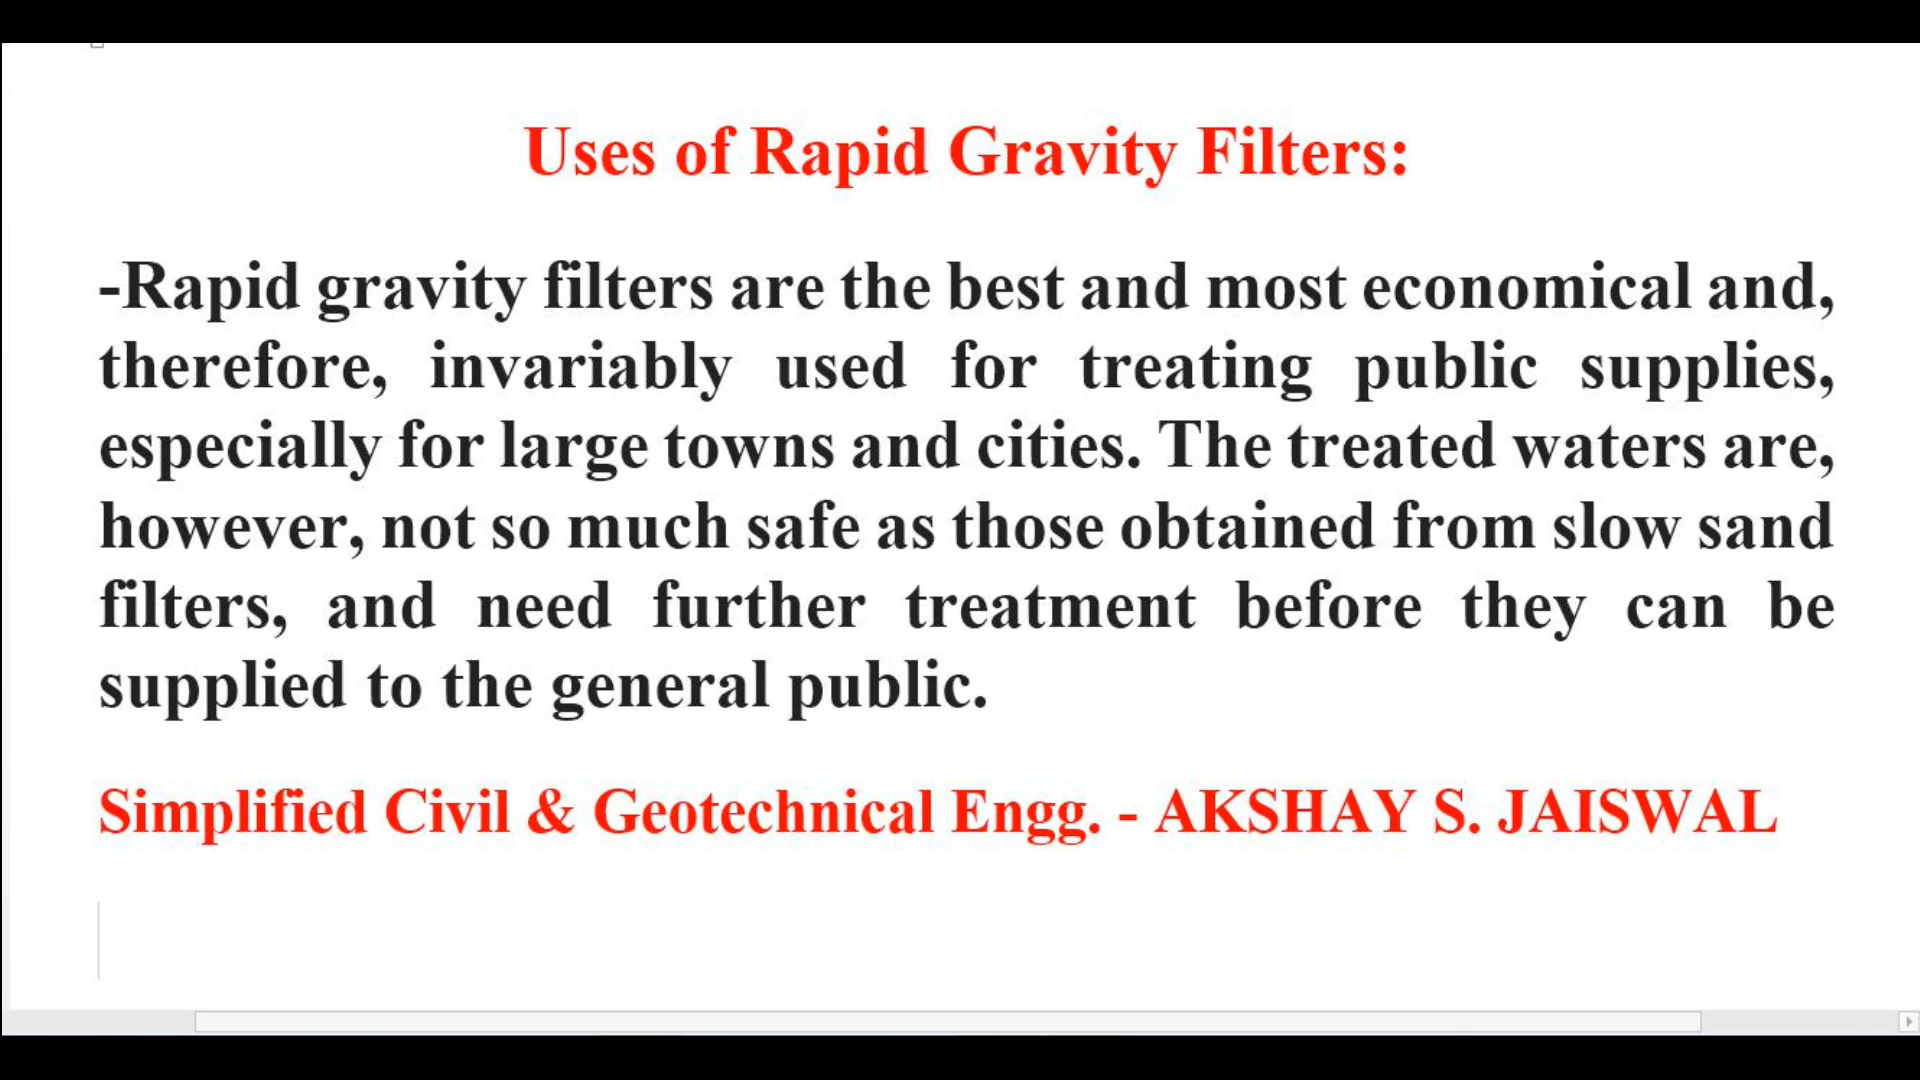 Uses of Rapid Gravity Filters:
-Rapid gravity filters are the best and most economical and,
therefore, invariably used for treating public supplies,
especially for large towns and cities. The treated waters are,
however, not so much safe as those obtained from slow sand
filters, and need further treatment before they can be
supplied to the general public.
Simplified Civil & Geotechnical Engg. - AKSHAY S. JAISWAL